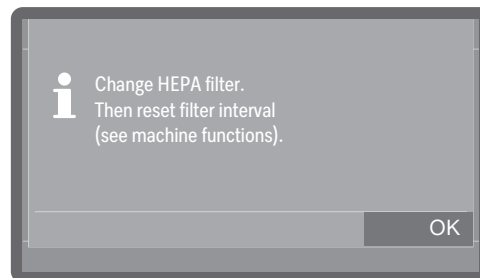 Change HEPA filter.
Then reset filter interval
(see machine functions).
OK